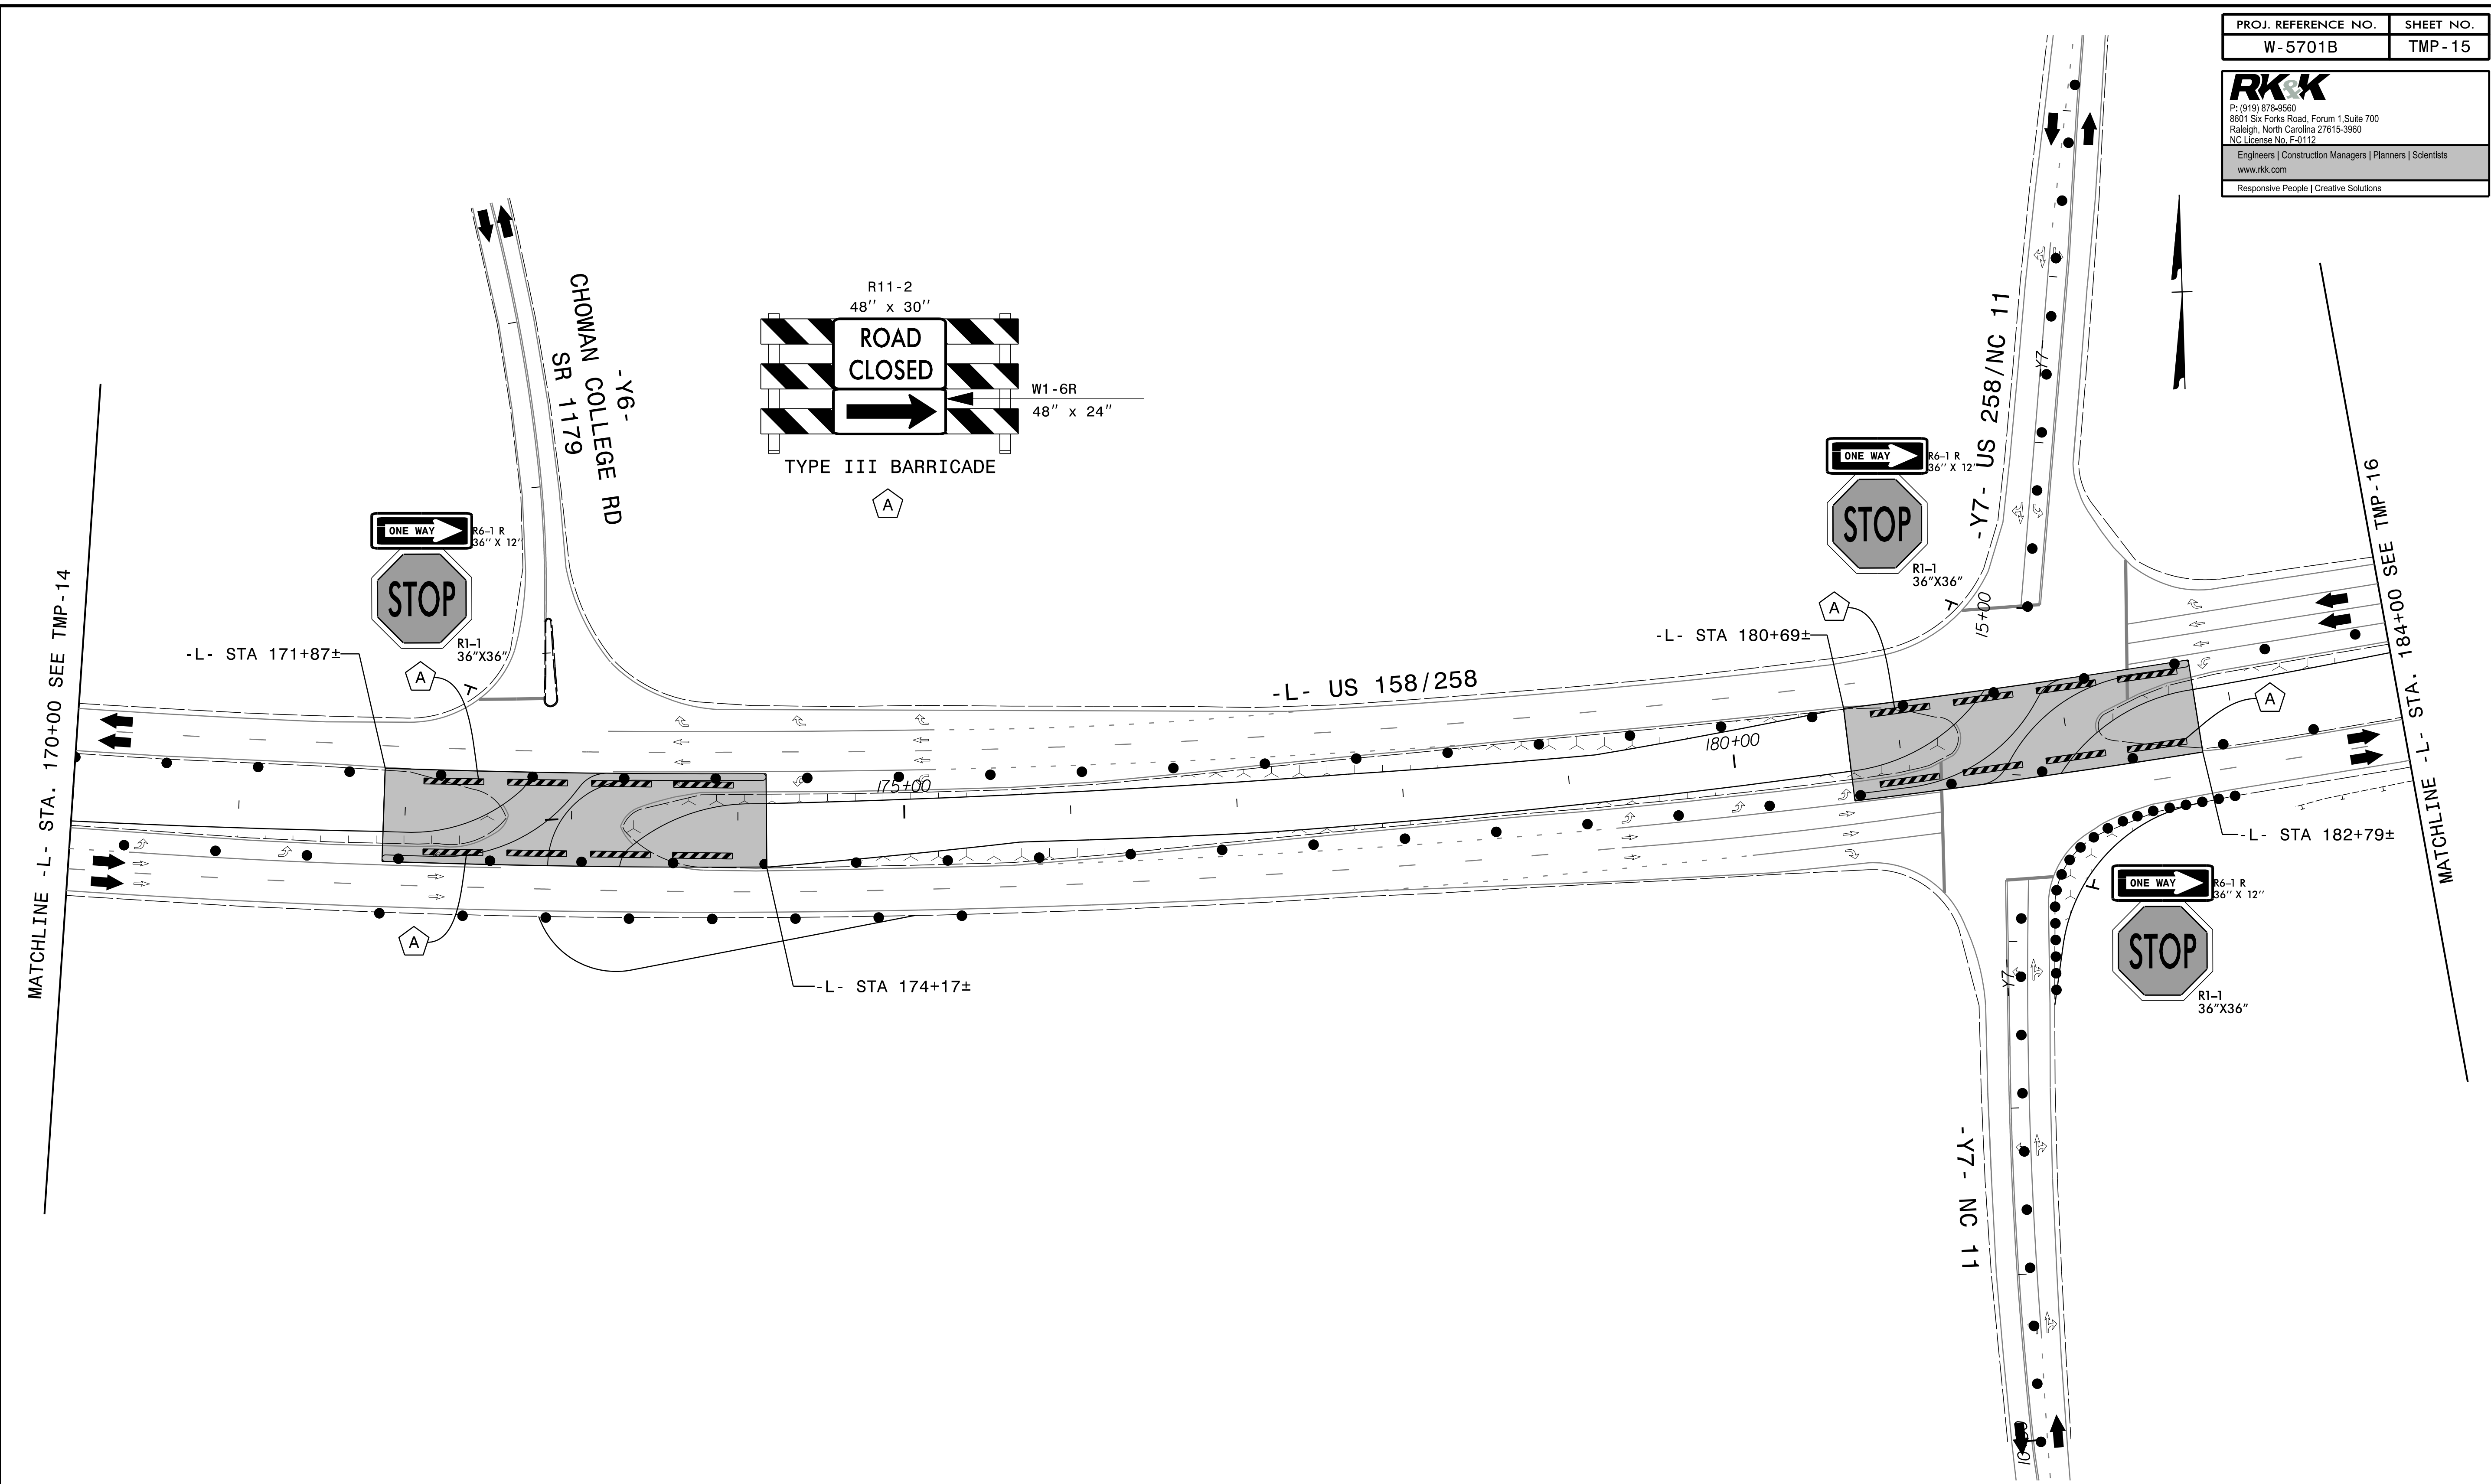 PROJ. REFERENCE NO.
SHEET NO.
W-5701B
TMP-15
RK&K
P: (919) 878-9560
8601 Six Forks Road, Forum 1,Suite 700
Raleigh, North Carolina 27615-3960
NC License No. F-0112
Engineers | Construction Managers | Planners | Scientists
www.rkk.com
Responsive People | Creative Solutions
R11-2
48'' x 30''
ROAD
CLOSED
W1-6R
48" x 24"
TYPE III BARRICADE
A
-Y6-
CHOWAN COLLEGE RD
SR 1179
-Y7- US 258/NC 11
-Y7-
ONE WAY
R6-1 R
36'' X 12''
STOP
R1-1
36"X36"
ONE WAY
R6-1 R
36'' X 12''
STOP
R1-1
36"X36"
MATCHLINE -L- STA. 170+00 SEE TMP-14
-L- STA 171+87±
A
A
-L- STA 174+17±
-L- US 158/258
175+00
180+00
15+00
A
-L- STA 180+69±
A
-L- STA 182+79±
MATCHLINE -L- STA. 184+00 SEE TMP-16
ONE WAY
R6-1 R
36'' X 12''
STOP
R1-1
36"X36"
-Y7-
-Y7- NC 11